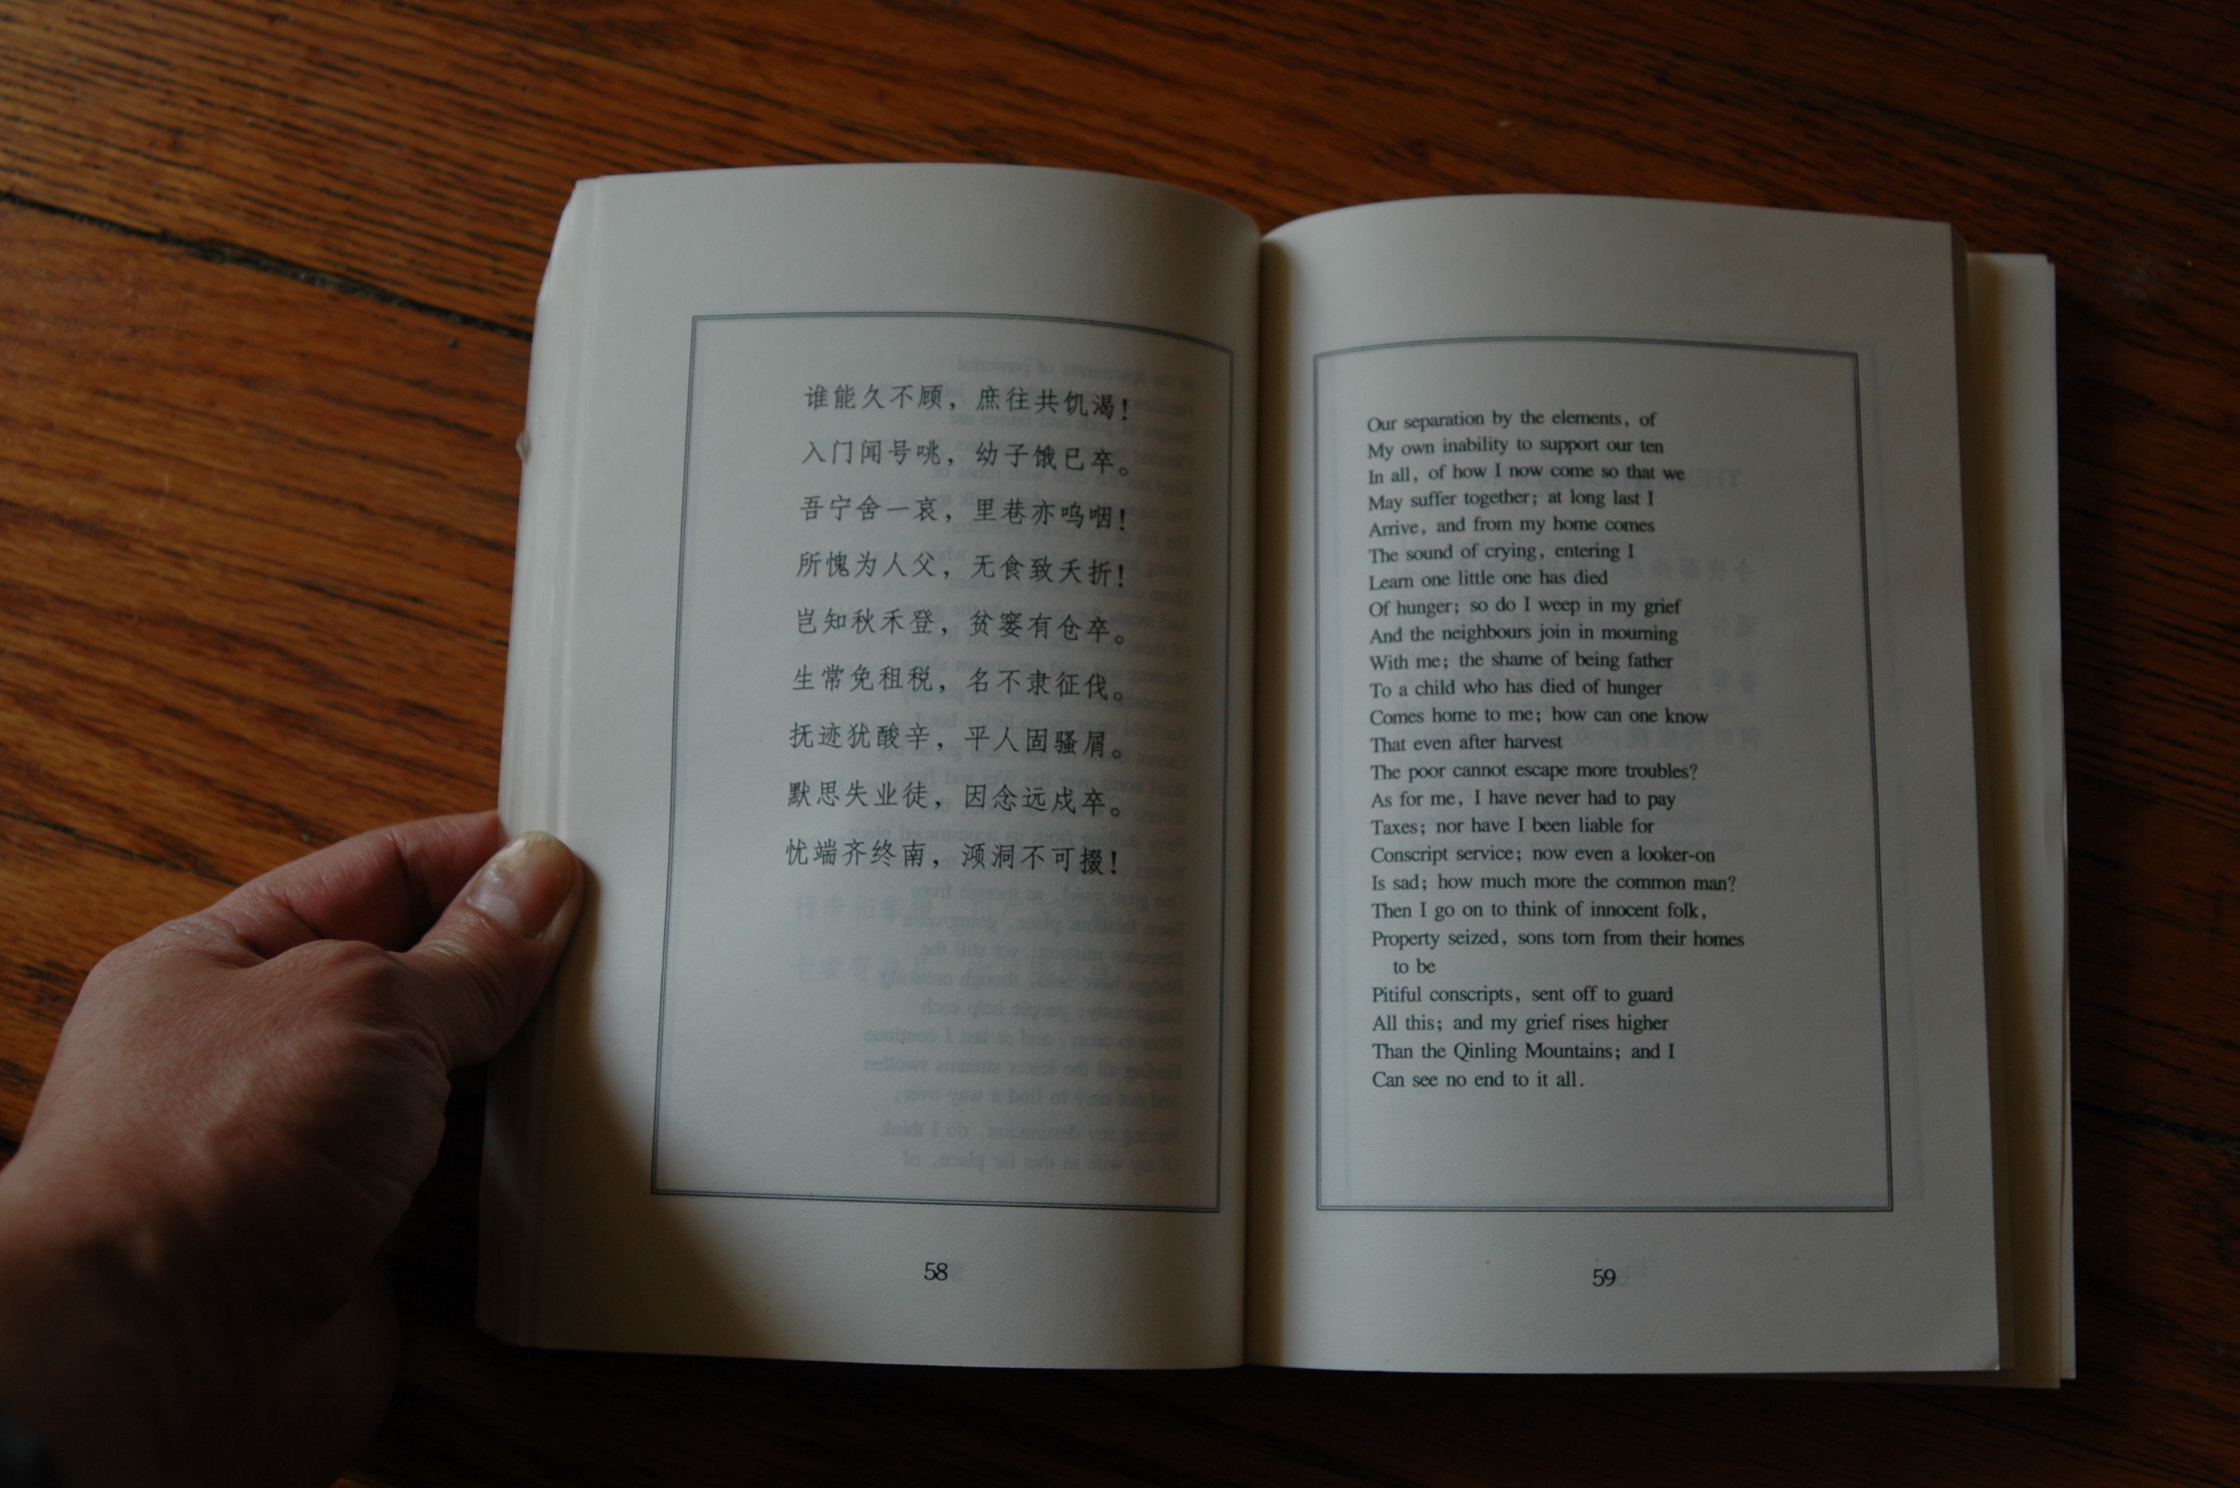 谁能久不顾，庶往共饥渴！
入门闻号咷，幼子饿已卒。
吾宁舍一哀，里巷亦呜咽！
所愧为人父，无食致夭折！
岂知秋禾登，贫窭有仓卒。
生常免租税，名不隶征伐。
抚迹犹酸辛，平人固骚屑。
默思失业徒，因念远戍卒。
忧端齐终南，澒洞不可掇！
58
Our separation by the elements, of
My own inability to support our ten
In all, of how I now come so that we
May suffer together; at long last I
Arrive, and from my home comes
The sound of crying, entering I
Learn one little one has died
Of hunger; so do I weep in my grief
And the neighbours join in mourning
With me; the shame of being father
To a child who has died of hunger
Comes home to me; how can one know
That even after harvest
The poor cannot escape more troubles?
As for me, I have never had to pay
Taxes; nor have I been liable for
Conscript service; now even a looker-on
Is sad; how much more the common man?
Then I go on to think of innocent folk,
Property seized, sons torn from their homes
to be
Pitiful conscripts, sent off to guard
All this; and my grief rises higher
Than the Qinling Mountains; and I
Can see no end to it all.
59